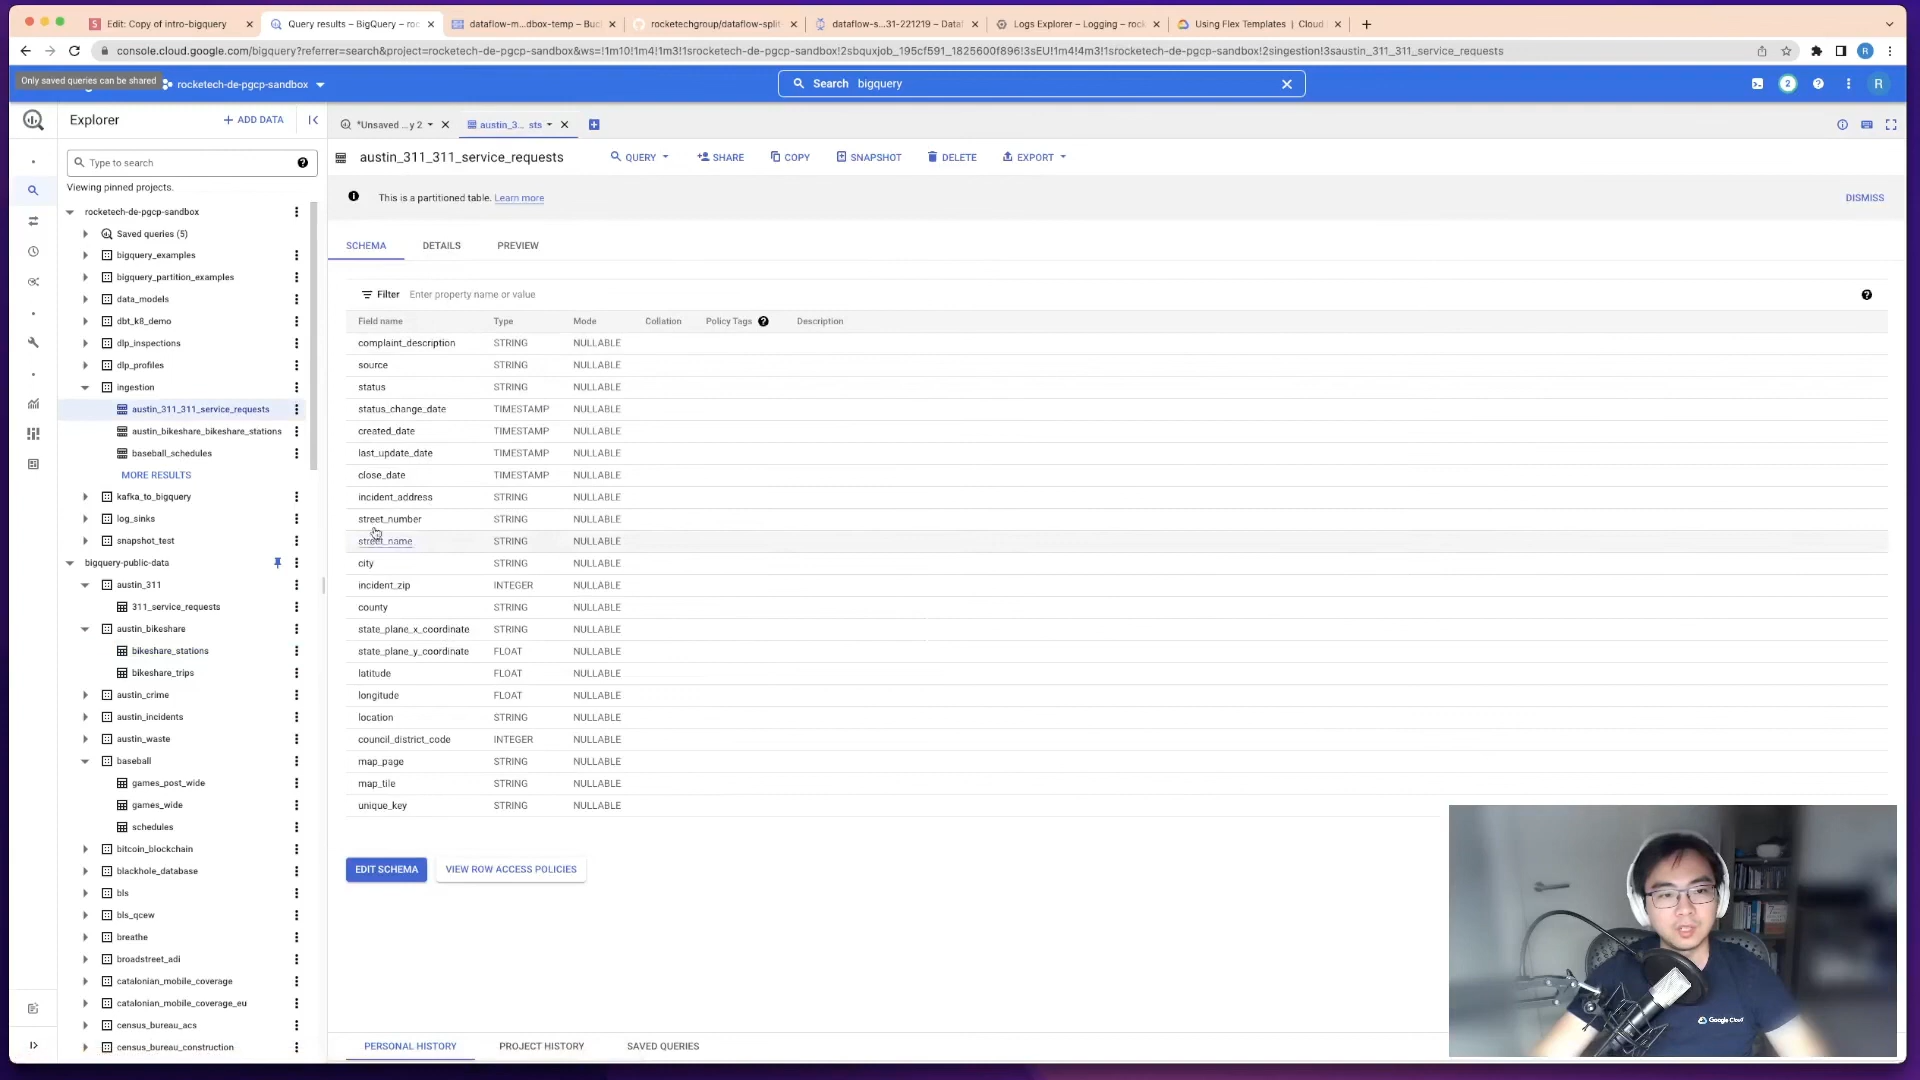 Edit: Copy of intro-bigquery
Query results – BigQuery – roc
dataflow-m...dbox-temp – Buc
rocketechgroup/dataflow-split
dataflow-s...31-221219 – Data
Logs Explorer – Logging – rock
Using Flex Templates | Cloud
console.cloud.google.com/bigquery?referrer=search&project=rocketech-de-pgcp-sandbox&ws=!1m10!1m4!1m3!1srocketech-de-pgcp-sandbox!2sbquxjob_195cf591_1825600f896!3sEU!1m4!4m3!1srocketech-de-pgcp-sandbox!2singestion!3saustin_311_311_service_requests
R
Only saved queries can be shared
rocketech-de-pgcp-sandbox
Search bigquery
2
R
Explorer
+ ADD DATA
*Unsaved ...y 2
austin_3... sts
Type to search
Viewing pinned projects.
rocketech-de-pgcp-sandbox
Saved queries (5)
bigquery_examples
bigquery_partition_examples
data_models
dbt_k8_demo
dlp_inspections
dlp_profiles
ingestion
austin_311_311_service_requests
austin_bikeshare_bikeshare_stations
baseball_schedules
MORE RESULTS
kafka_to_bigquery
log_sinks
snapshot_test
bigquery-public-data
austin_311
311_service_requests
austin_bikeshare
bikeshare_stations
bikeshare_trips
austin_crime
austin_incidents
austin_waste
baseball
games_post_wide
games_wide
schedules
bitcoin_blockchain
blackhole_database
bls
bls_qcew
breathe
broadstreet_adi
catalonian_mobile_coverage
catalonian_mobile_coverage_eu
census_bureau_acs
census_bureau_construction
austin_311_311_service_requests
QUERY
SHARE
COPY
SNAPSHOT
DELETE
EXPORT
This is a partitioned table. Learn more
DISMISS
SCHEMA DETAILS PREVIEW
Filter Enter property name or value
Field name Type Mode Collation Policy Tags Description
complaint_description STRING NULLABLE
source STRING NULLABLE
status STRING NULLABLE
status_change_date TIMESTAMP NULLABLE
created_date TIMESTAMP NULLABLE
last_update_date TIMESTAMP NULLABLE
close_date TIMESTAMP NULLABLE
incident_address STRING NULLABLE
street_number STRING NULLABLE
street_name STRING NULLABLE
city STRING NULLABLE
incident_zip INTEGER NULLABLE
county STRING NULLABLE
state_plane_x_coordinate STRING NULLABLE
state_plane_y_coordinate FLOAT NULLABLE
latitude FLOAT NULLABLE
longitude FLOAT NULLABLE
location STRING NULLABLE
council_district_code INTEGER NULLABLE
map_page STRING NULLABLE
map_tile STRING NULLABLE
unique_key STRING NULLABLE
EDIT SCHEMA
VIEW ROW ACCESS POLICIES
PERSONAL HISTORY
PROJECT HISTORY
SAVED QUERIES
Google Cloud